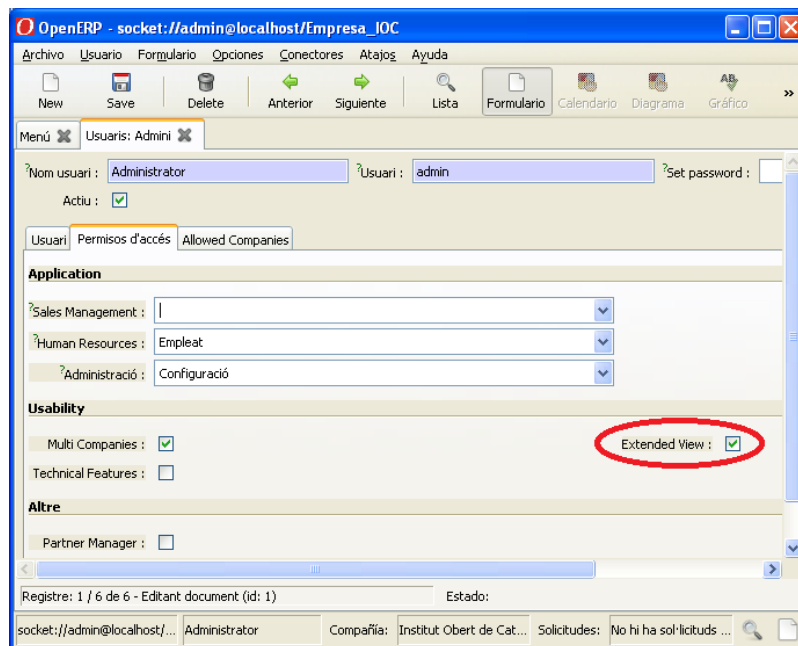 OpenERP - socket://admin@localhost/Empresa_IOC
Archivo Usuario Formulario Opciones Conectores Atajos Ayuda
New Save Delete Anterior Siguiente Lista Formulario Calendario Diagrama Gráfico »
Menú Usuaris: Admini
?Nom usuari : Administrator ?Usuari : admin ?Set password :
Actiu :
Usuari Permisos d'accés Allowed Companies
Application
?Sales Management :
?Human Resources : Empleat
?Administració : Configuració
Usability
Multi Companies : Extended View :
Technical Features :
Altre
Partner Manager :
Registre: 1 / 6 de 6 - Editant document (id: 1) Estado:
socket://admin@localhost/... Administrator Compañía: Institut Obert de Cat... Solicitudes: No hi ha sol·licituds ...